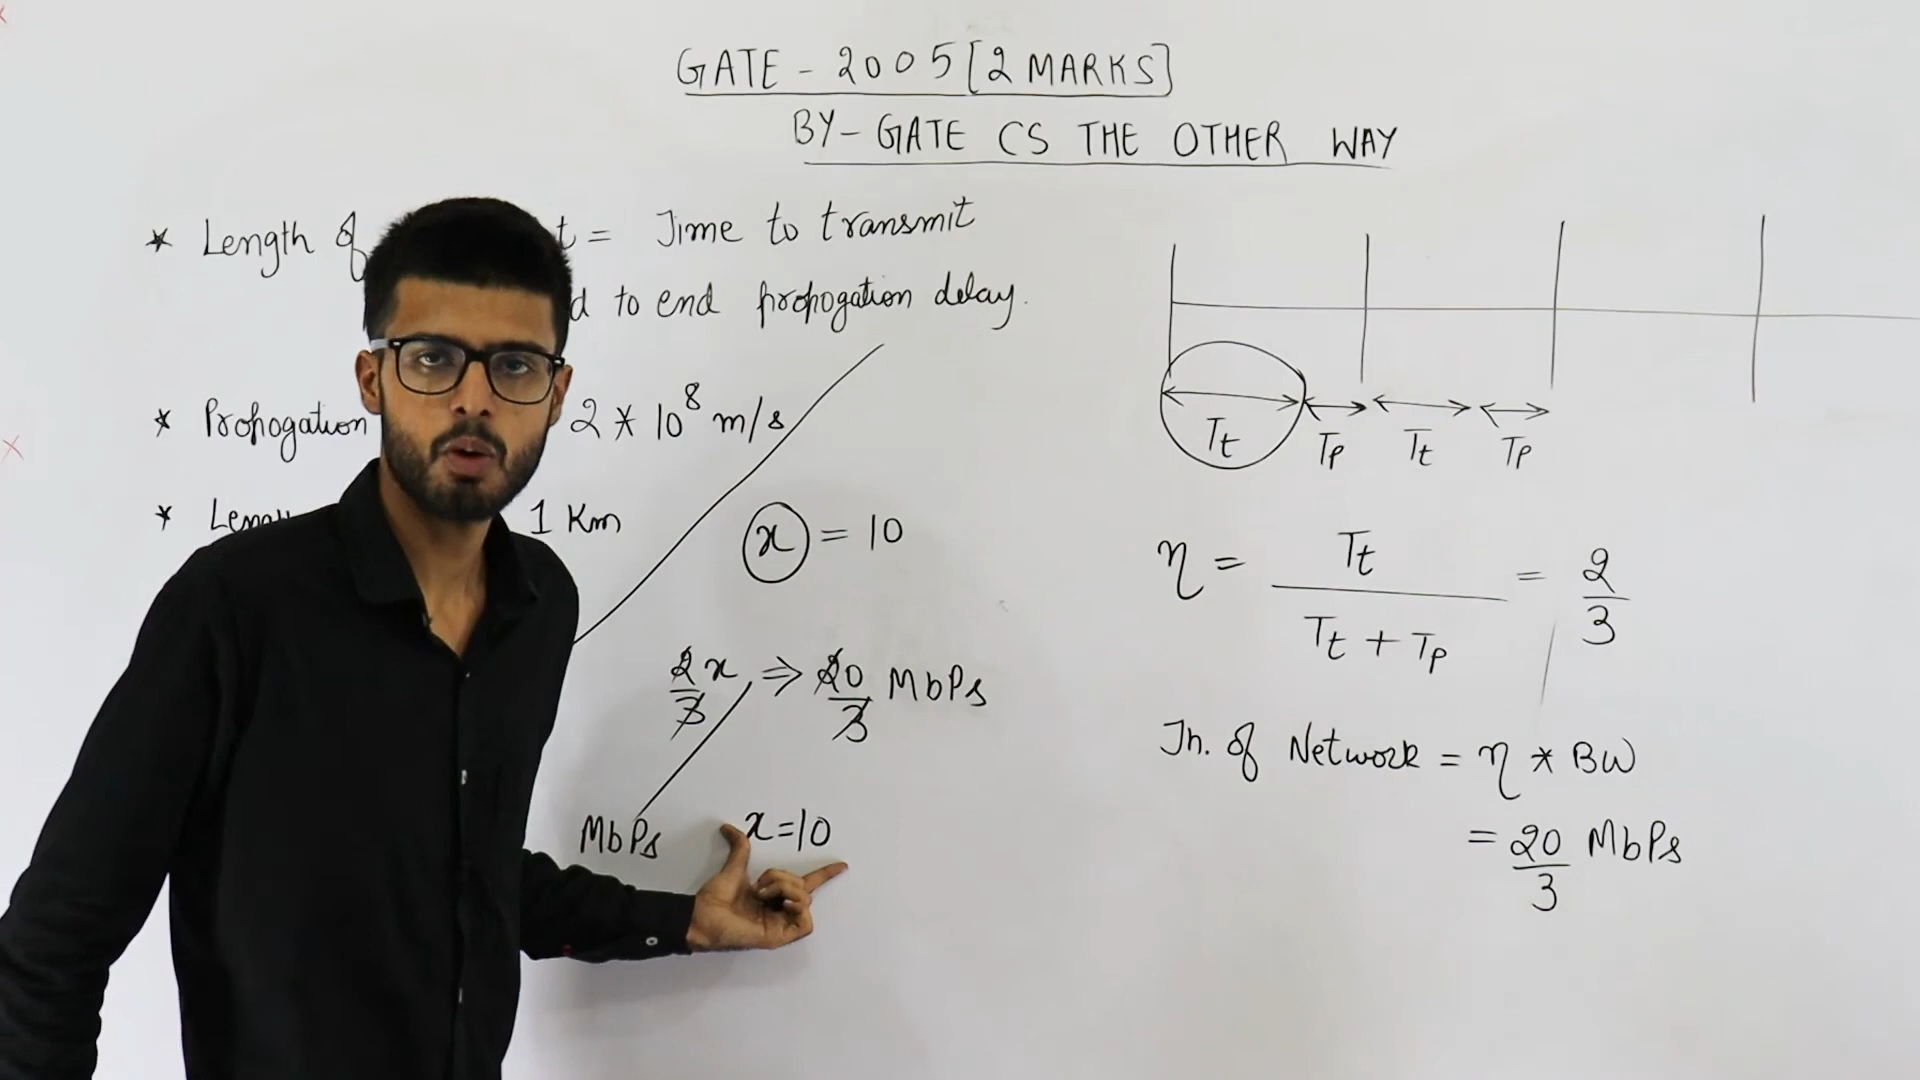 GATE - 2005 [2 MARKS]
BY - GATE CS THE OTHER WAY
* Length of t = Time to transmit
d to end propogation delay.
* Propogation 2 * 10^8 m/s
* Length 1 Km
x = 10
2/3 x ⇒ 20/3 MbPs
MbPs x=10
Tt Tp Tt Tp
η = Tt / (Tt + Tp) = 2/3
Th. of Network = η * BW
= 20/3 MbPs